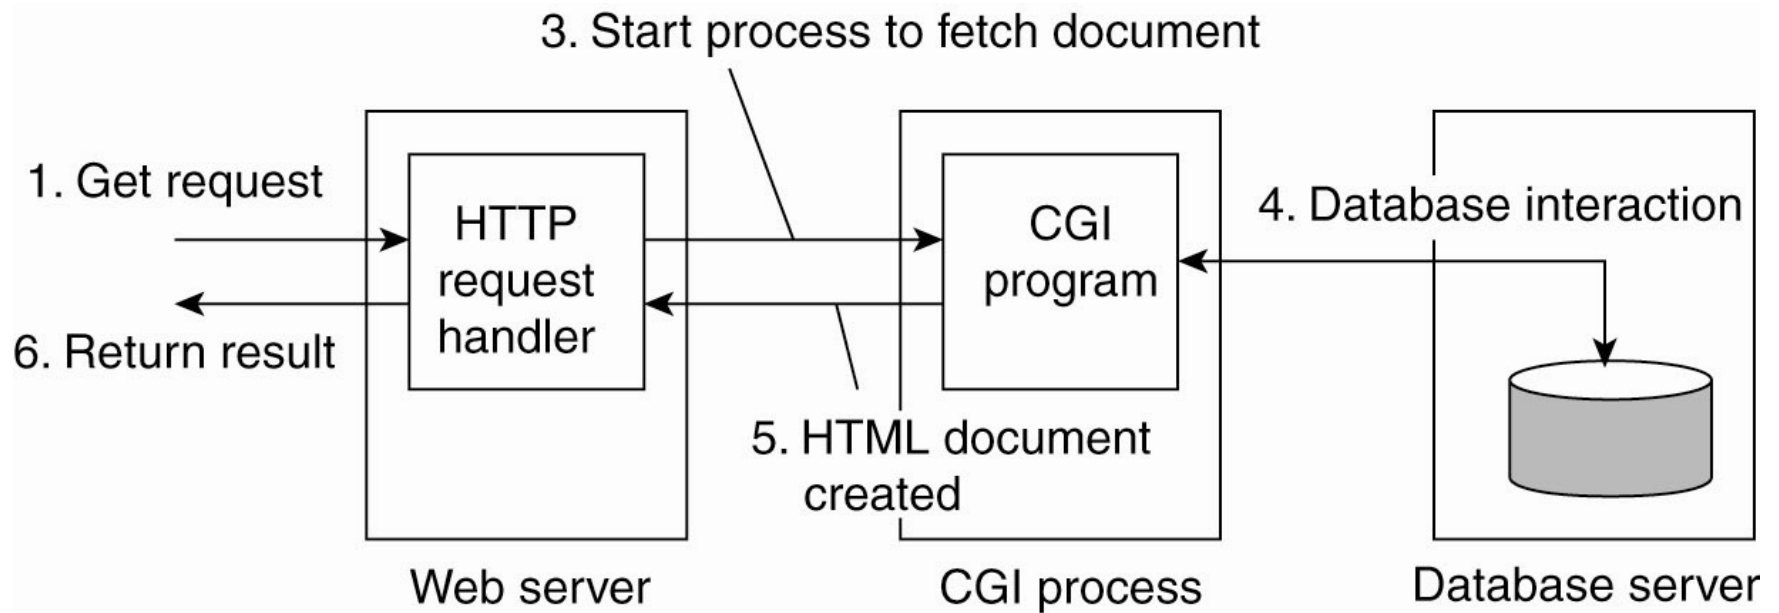 3. Start process to fetch document
1. Get request
HTTP
request
handler
CGI
program
4. Database interaction
6. Return result
5. HTML document
created
Web server
CGI process
Database server